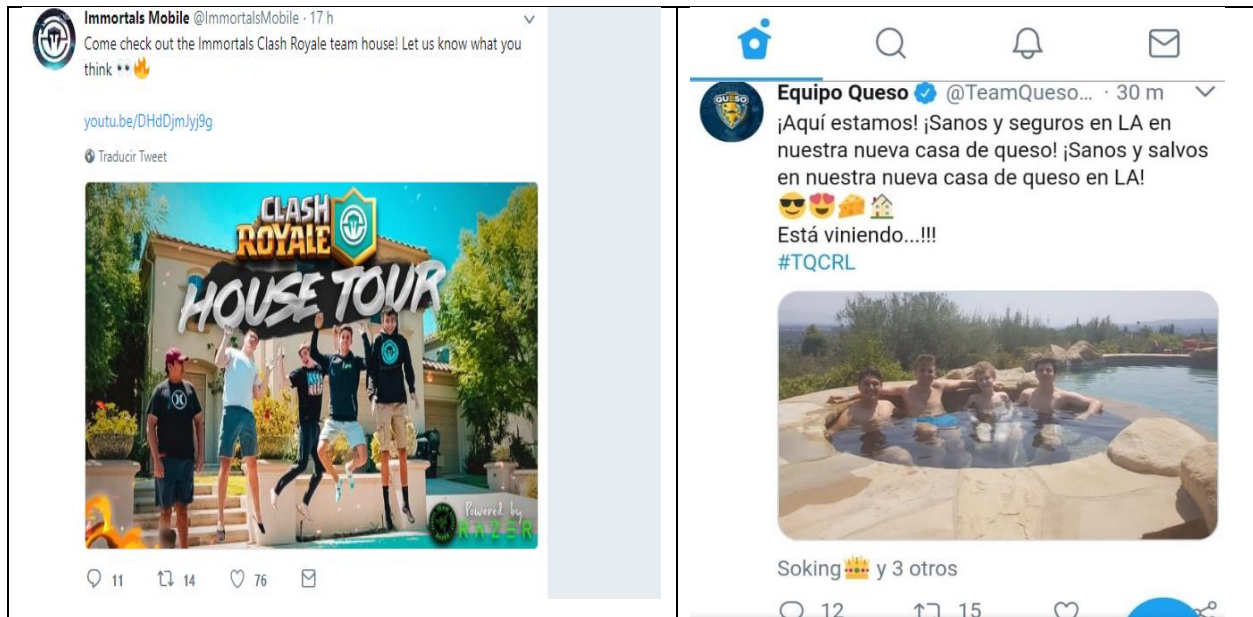 Immortals Mobile @ImmortalsMobile · 17 h
Come check out the Immortals Clash Royale team house! Let us know what you
think 👀🔥
youtu.be/DHdDjmJyj9g
Traducir Tweet
CLASH
ROYALE
HOUSE TOUR
Powered by
RAZER
11 14 76
Equipo Queso @TeamQueso... · 30 m
QUESO
¡Aquí estamos! ¡Sanos y seguros en LA en
nuestra nueva casa de queso! ¡Sanos y salvos
en nuestra nueva casa de queso en LA!
😎😍🧀🏠
Está viniendo...!!!
#TQCRL
Soking👑 y 3 otros
12 15